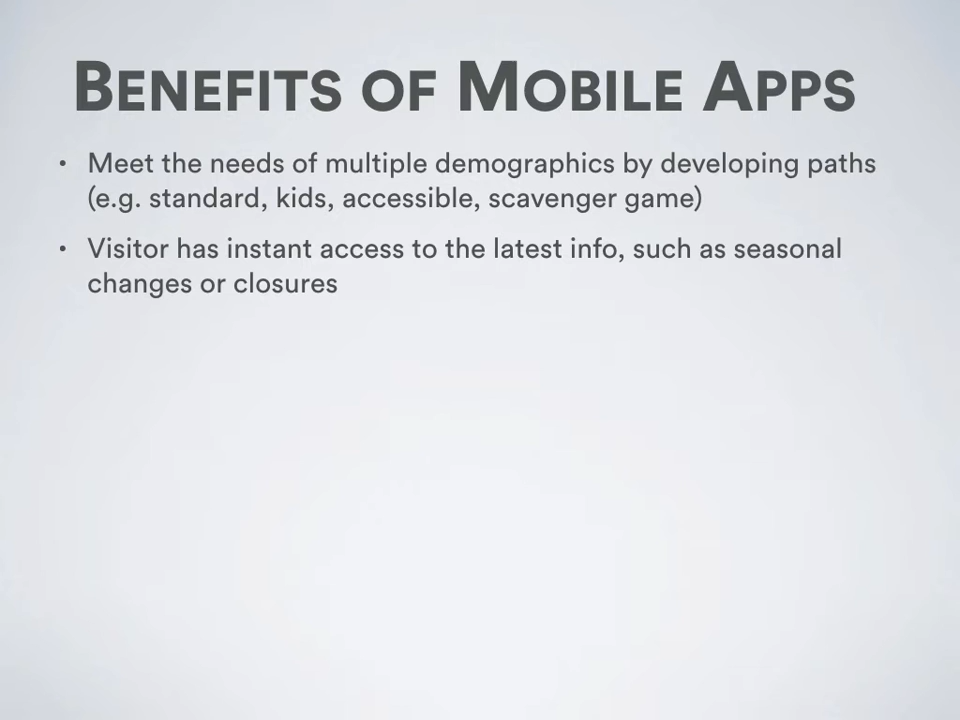 Benefits of Mobile Apps
• Meet the needs of multiple demographics by developing paths
(e.g. standard, kids, accessible, scavenger game)
• Visitor has instant access to the latest info, such as seasonal
changes or closures